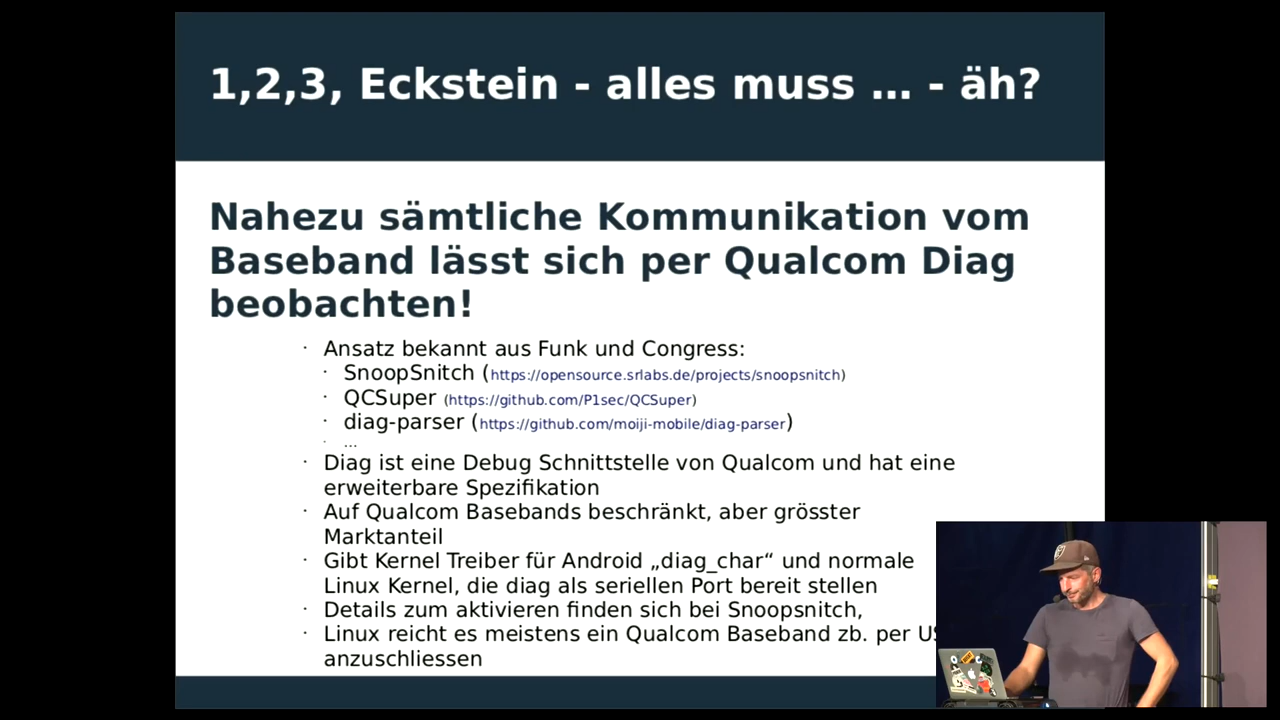 1,2,3, Eckstein - alles muss ... - äh?
Nahezu sämtliche Kommunikation vom
Baseband lässt sich per Qualcom Diag
beobachten!
· Ansatz bekannt aus Funk und Congress:
· SnoopSnitch (https://opensource.srlabs.de/projects/snoopsnitch)
· QCSuper (https://github.com/P1sec/QCSuper)
· diag-parser (https://github.com/moiji-mobile/diag-parser)
· ...
· Diag ist eine Debug Schnittstelle von Qualcom und hat eine
erweiterbare Spezifikation
· Auf Qualcom Basebands beschränkt, aber grösster
Marktanteil
· Gibt Kernel Treiber für Android „diag_char“ und normale
Linux Kernel, die diag als seriellen Port bereit stellen
· Details zum aktivieren finden sich bei Snoopsnitch,
· Linux reicht es meistens ein Qualcom Baseband zb. per
anzuschliessen